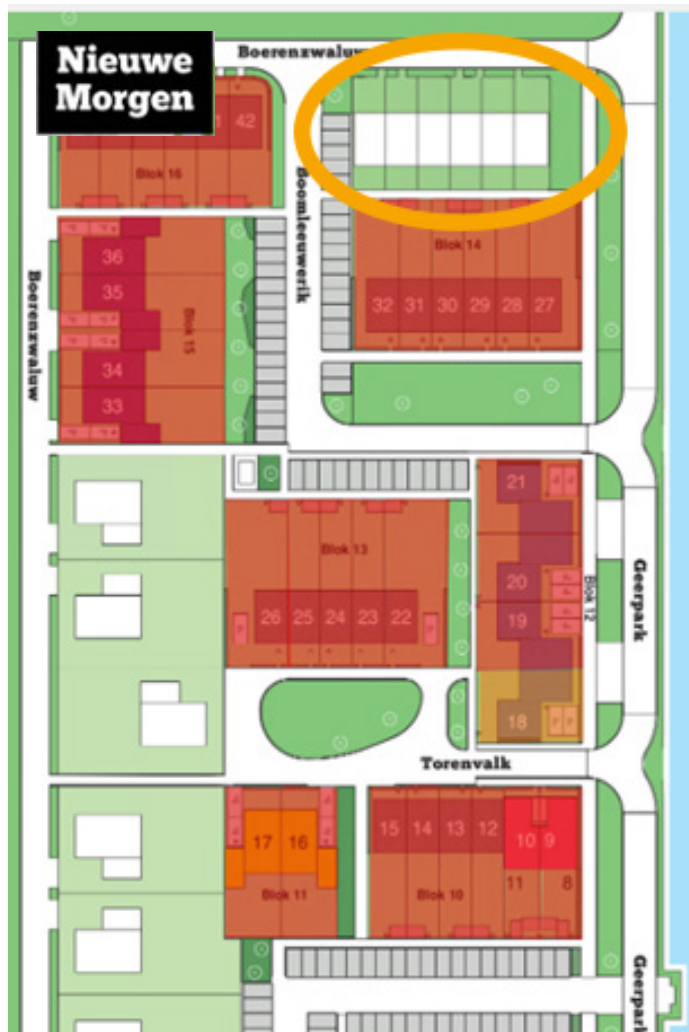 Boerenzwaluw
Nieuwe
Morgen
42
Blok 16
Boomleeuwerik
Blok 14
32 31 30 29 28 27
Boerenzwaluw
36
35
Blok 15
34
33
21
Blok 13
20
Blok 12
Geerpark
26 25 24 23 22
19
18
Torenvalk
17 16
15 14 13 12
10 9
11 8
Blok 11
Blok 10
Geerpark